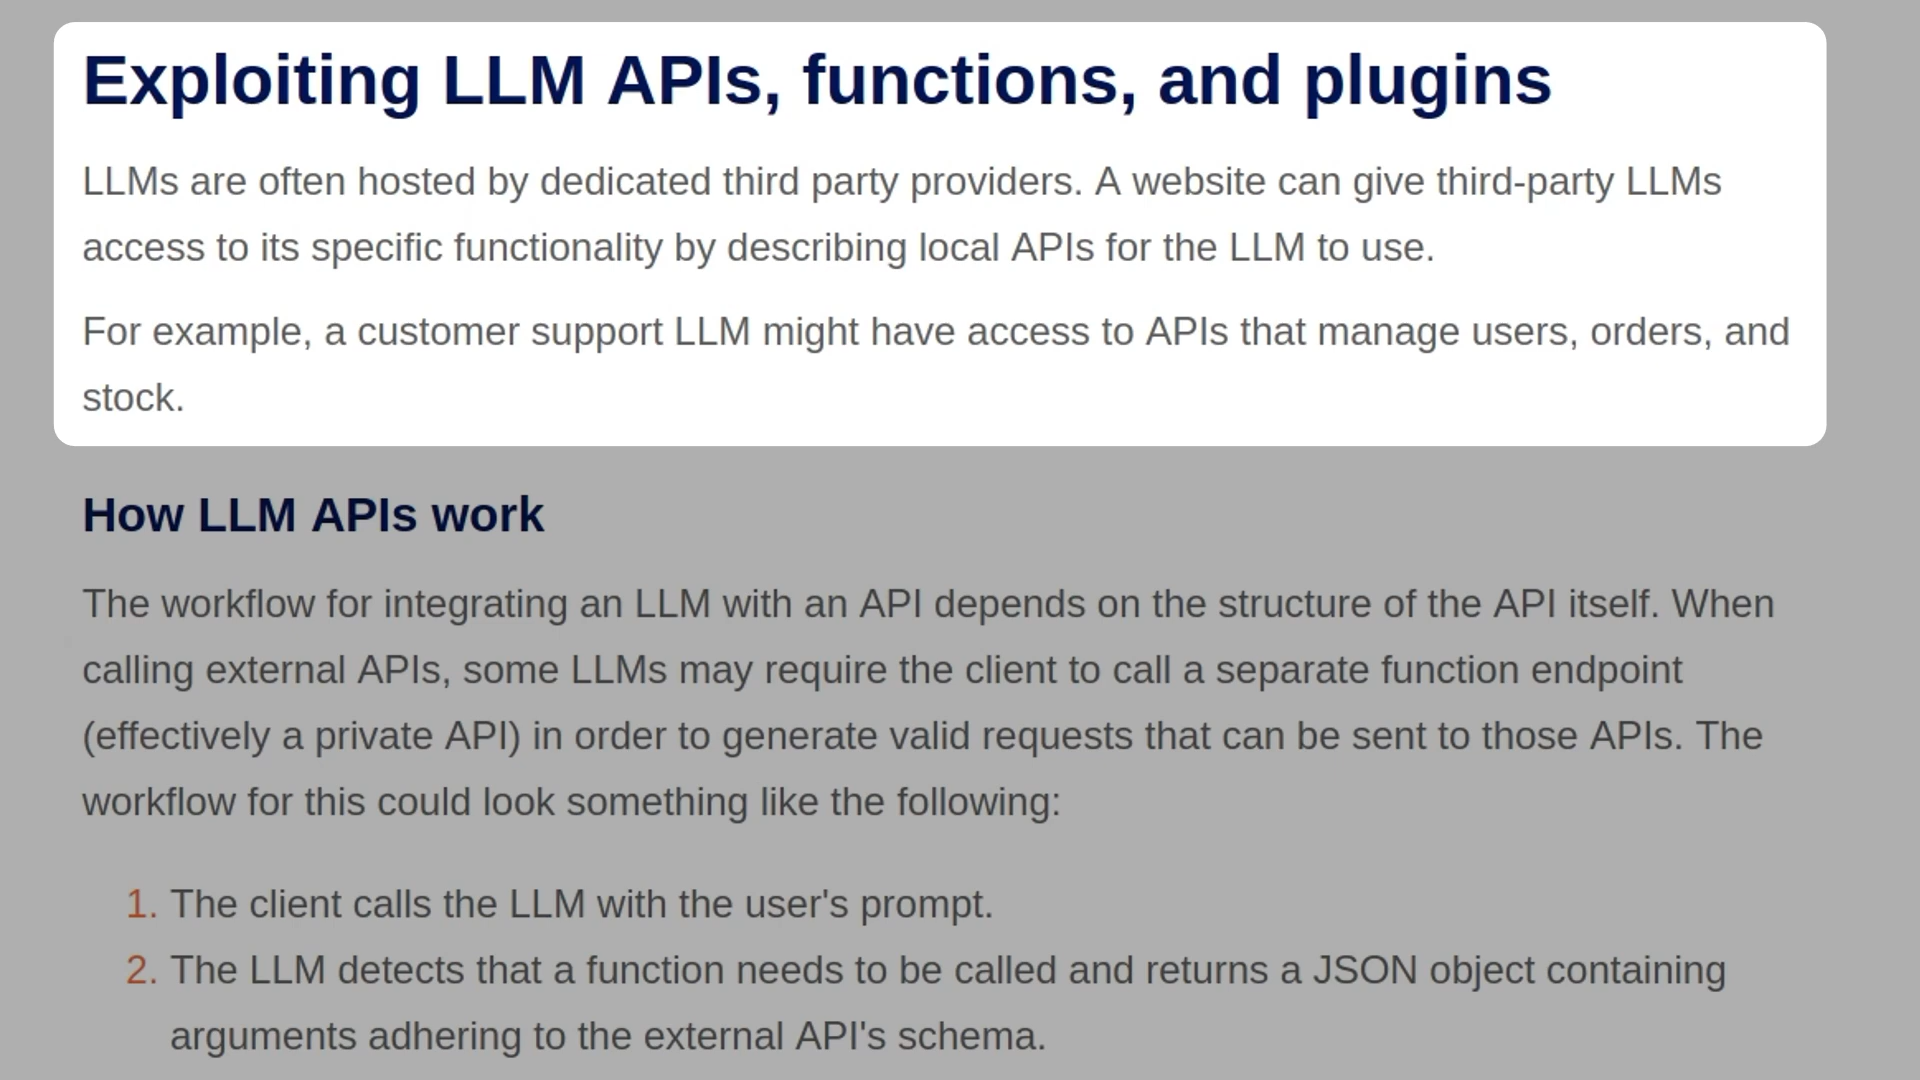 Exploiting LLM APIs, functions, and plugins
LLMs are often hosted by dedicated third party providers. A website can give third-party LLMs
access to its specific functionality by describing local APIs for the LLM to use.
For example, a customer support LLM might have access to APIs that manage users, orders, and
stock.
How LLM APIs work
The workflow for integrating an LLM with an API depends on the structure of the API itself. When
calling external APIs, some LLMs may require the client to call a separate function endpoint
(effectively a private API) in order to generate valid requests that can be sent to those APIs. The
workflow for this could look something like the following:
1. The client calls the LLM with the user's prompt.
2. The LLM detects that a function needs to be called and returns a JSON object containing
arguments adhering to the external API's schema.